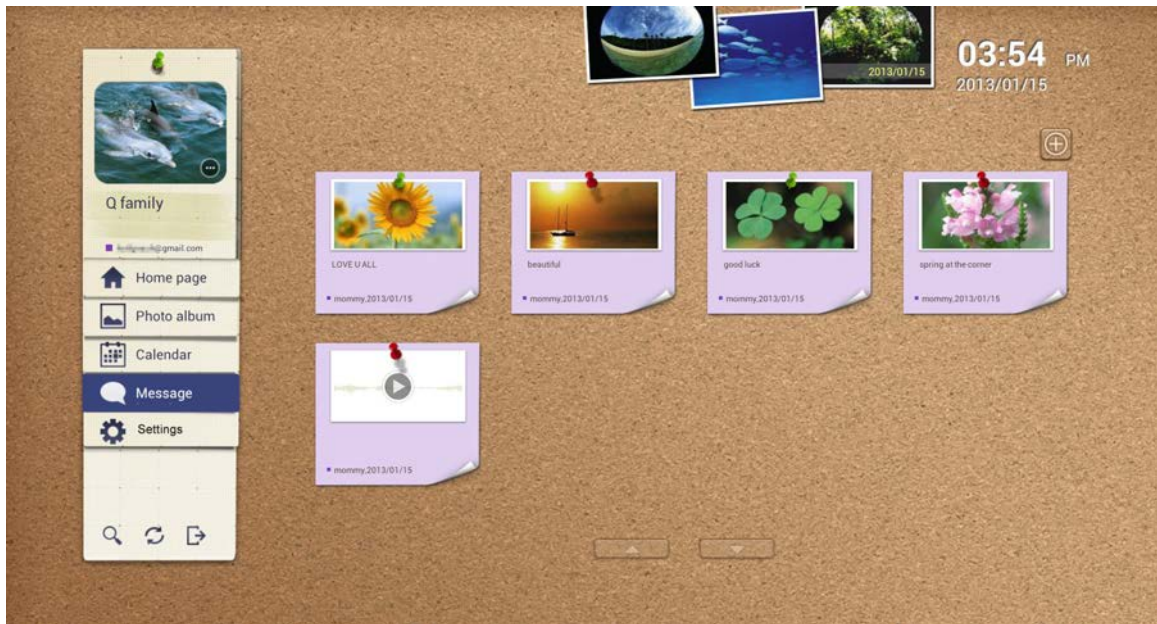 2013/01/15
03:54 PM
2013/01/15
Q family
@gmail.com
Home page
Photo album
Calendar
Message
Settings
LOVE U ALL
mommy,2013/01/15
beautiful
mommy,2013/01/15
good luck
mommy,2013/01/15
spring at the corner
mommy,2013/01/15
mommy,2013/01/15